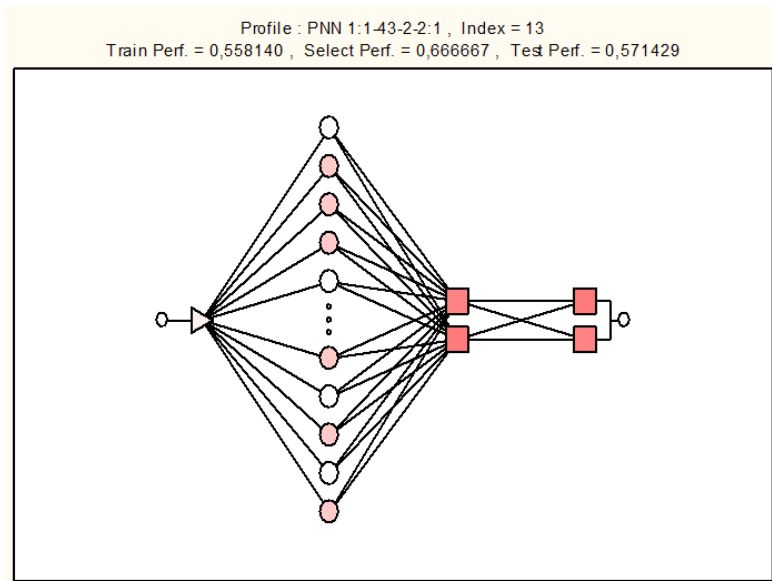 Profile : PNN 1:1-43-2-2:1 , Index = 13
Train Perf. = 0,558140 , Select Perf. = 0,666667 , Test Perf. = 0,571429